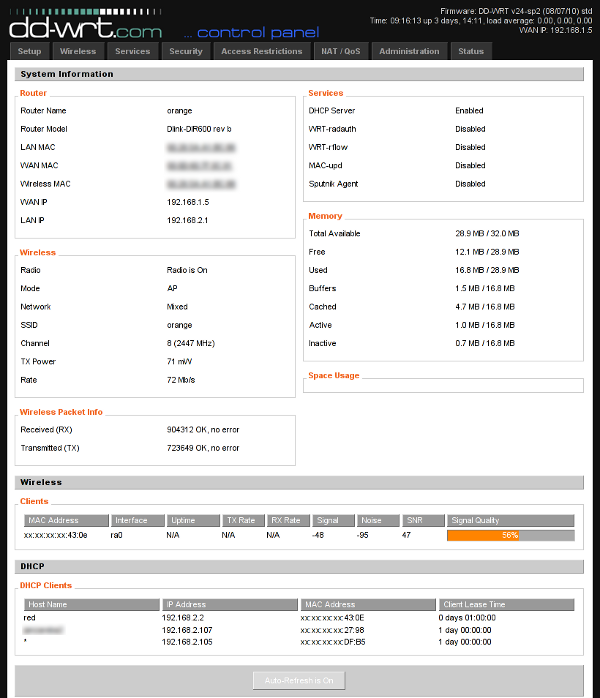 Firmware: DD-WRT v24-sp2 (08/07/10) std
Time: 09:16:13 up 3 days, 14:11, load average: 0.00, 0.00, 0.00
WAN IP: 192.168.1.5
dd-wrt.com ... control panel
Setup Wireless Services Security Access Restrictions NAT / QoS Administration Status
System Information
Router
Router Name orange
Router Model Dlink-DIR600 rev b
LAN MAC
WAN MAC
Wireless MAC
WAN IP 192.168.1.5
LAN IP 192.168.2.1
Wireless
Radio Radio is On
Mode AP
Network Mixed
SSID orange
Channel 8 (2447 MHz)
TX Power 71 mW
Rate 72 Mb/s
Wireless Packet Info
Received (RX) 904312 OK, no error
Transmitted (TX) 723649 OK, no error
Services
DHCP Server Enabled
WRT-radauth Disabled
WRT-rflow Disabled
MAC-upd Disabled
Sputnik Agent Disabled
Memory
Total Available 28.9 MB / 32.0 MB
Free 12.1 MB / 28.9 MB
Used 16.8 MB / 28.9 MB
Buffers 1.5 MB / 16.8 MB
Cached 4.7 MB / 16.8 MB
Active 1.0 MB / 16.8 MB
Inactive 0.7 MB / 16.8 MB
Space Usage
Wireless
Clients
MAC Address Interface Uptime TX Rate RX Rate Signal Noise SNR Signal Quality
xx:xx:xx:xx:43:0e ra0 N/A N/A N/A -48 -95 47 56%
DHCP
DHCP Clients
Host Name IP Address MAC Address Client Lease Time
red 192.168.2.2 xx:xx:xx:xx:43:0E 0 days 01:00:00
192.168.2.107 xx:xx:xx:xx:27:98 1 day 00:00:00
* 192.168.2.105 xx:xx:xx:xx:DF:B5 1 day 00:00:00
Auto-Refresh is On